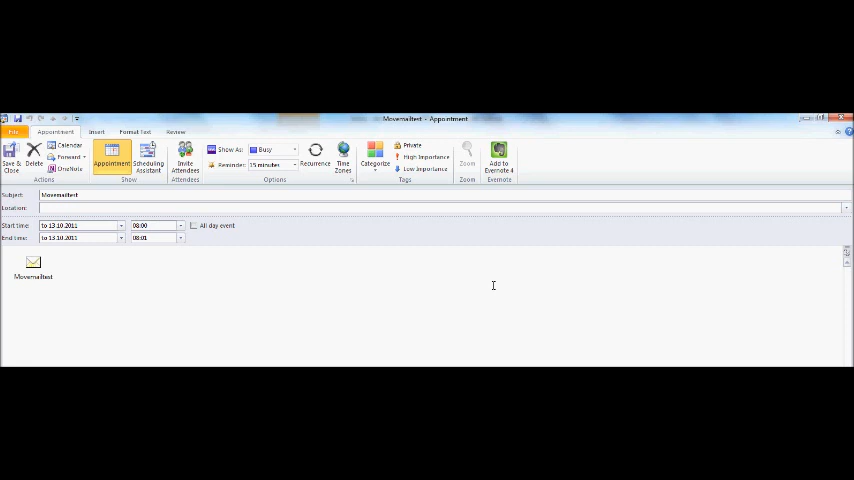 Movemailtest - Appointment
File Appointment Insert Format Text Review
Save & Close
Delete
Calendar
Forward
OneNote
Actions
Appointment
Scheduling Assistant
Show
Invite Attendees
Attendees
Show As: Busy
Reminder: 15 minutes
Recurrence
Time Zones
Options
Categorize
Private
High Importance
Low Importance
Tags
Zoom
Zoom
Add to Evernote 4
Evernote
Subject: Movemailtest
Location:
Start time: to 13.10.2011 08:00 All day event
End time: to 13.10.2011 08:01
Movemailtest